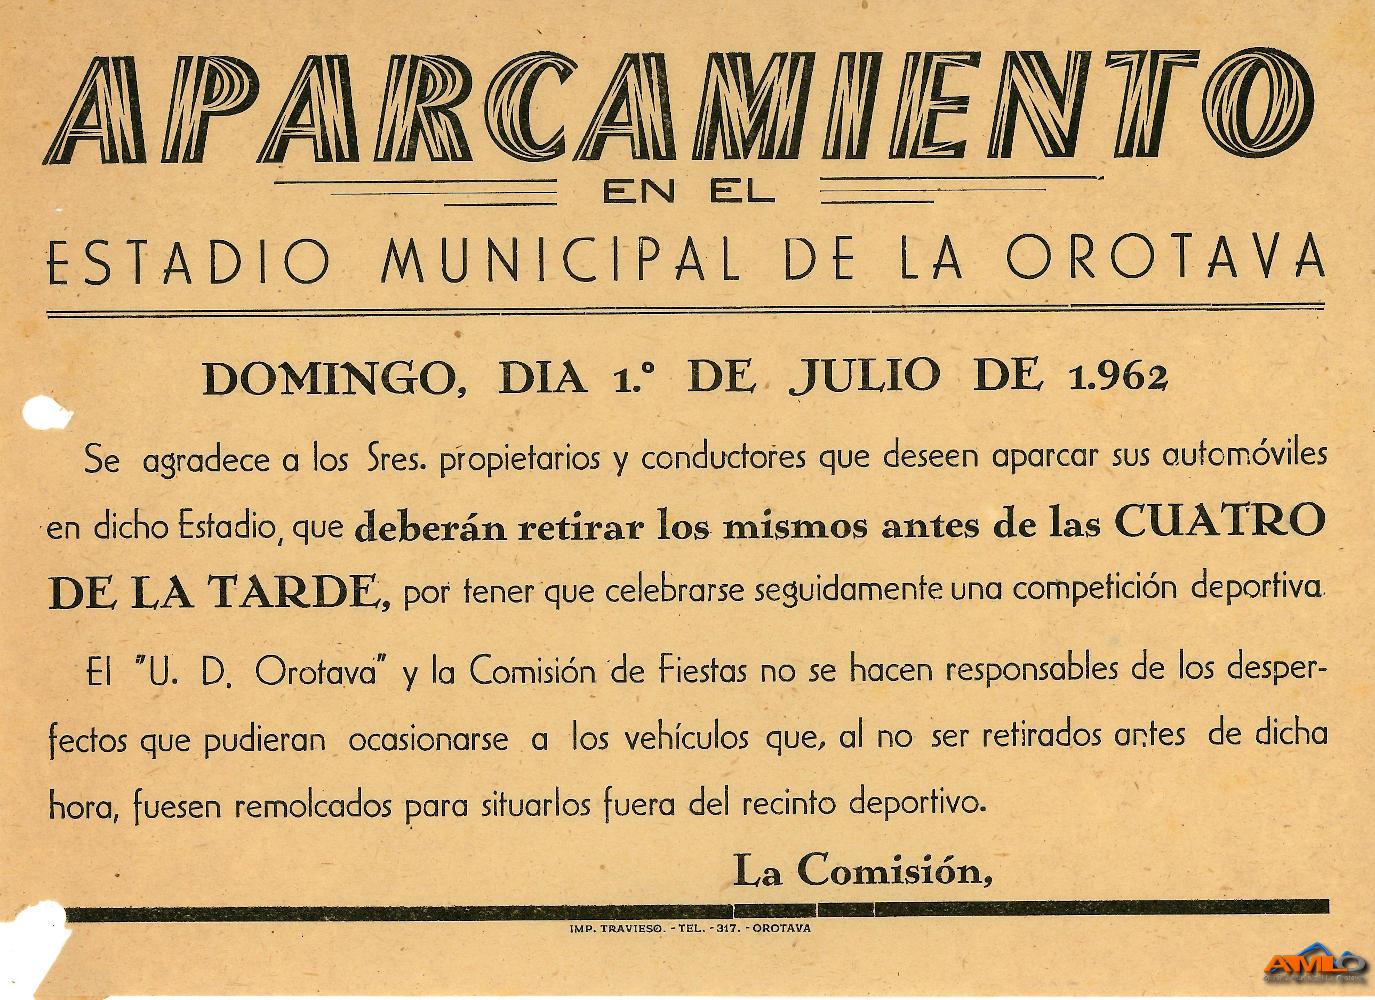 APARCAMIENTO
EN EL
ESTADIO MUNICIPAL DE LA OROTAVA
DOMINGO, DIA 1.º DE JULIO DE 1.962
Se agradece a los Sres. propietarios y conductores que deseen aparcar sus automóviles
en dicho Estadio, que deberán retirar los mismos antes de las CUATRO
DE LA TARDE, por tener que celebrarse seguidamente una competición deportiva.
El "U. D. Orotava" y la Comisión de Fiestas no se hacen responsables de los desper-
fectos que pudieran ocasionarse a los vehículos que, al no ser retirados antes de dicha
hora, fuesen remolcados para situarlos fuera del recinto deportivo.
La Comisión,
IMP. TRAVIESO. - TEL. - 317. - OROTAVA
AMLO